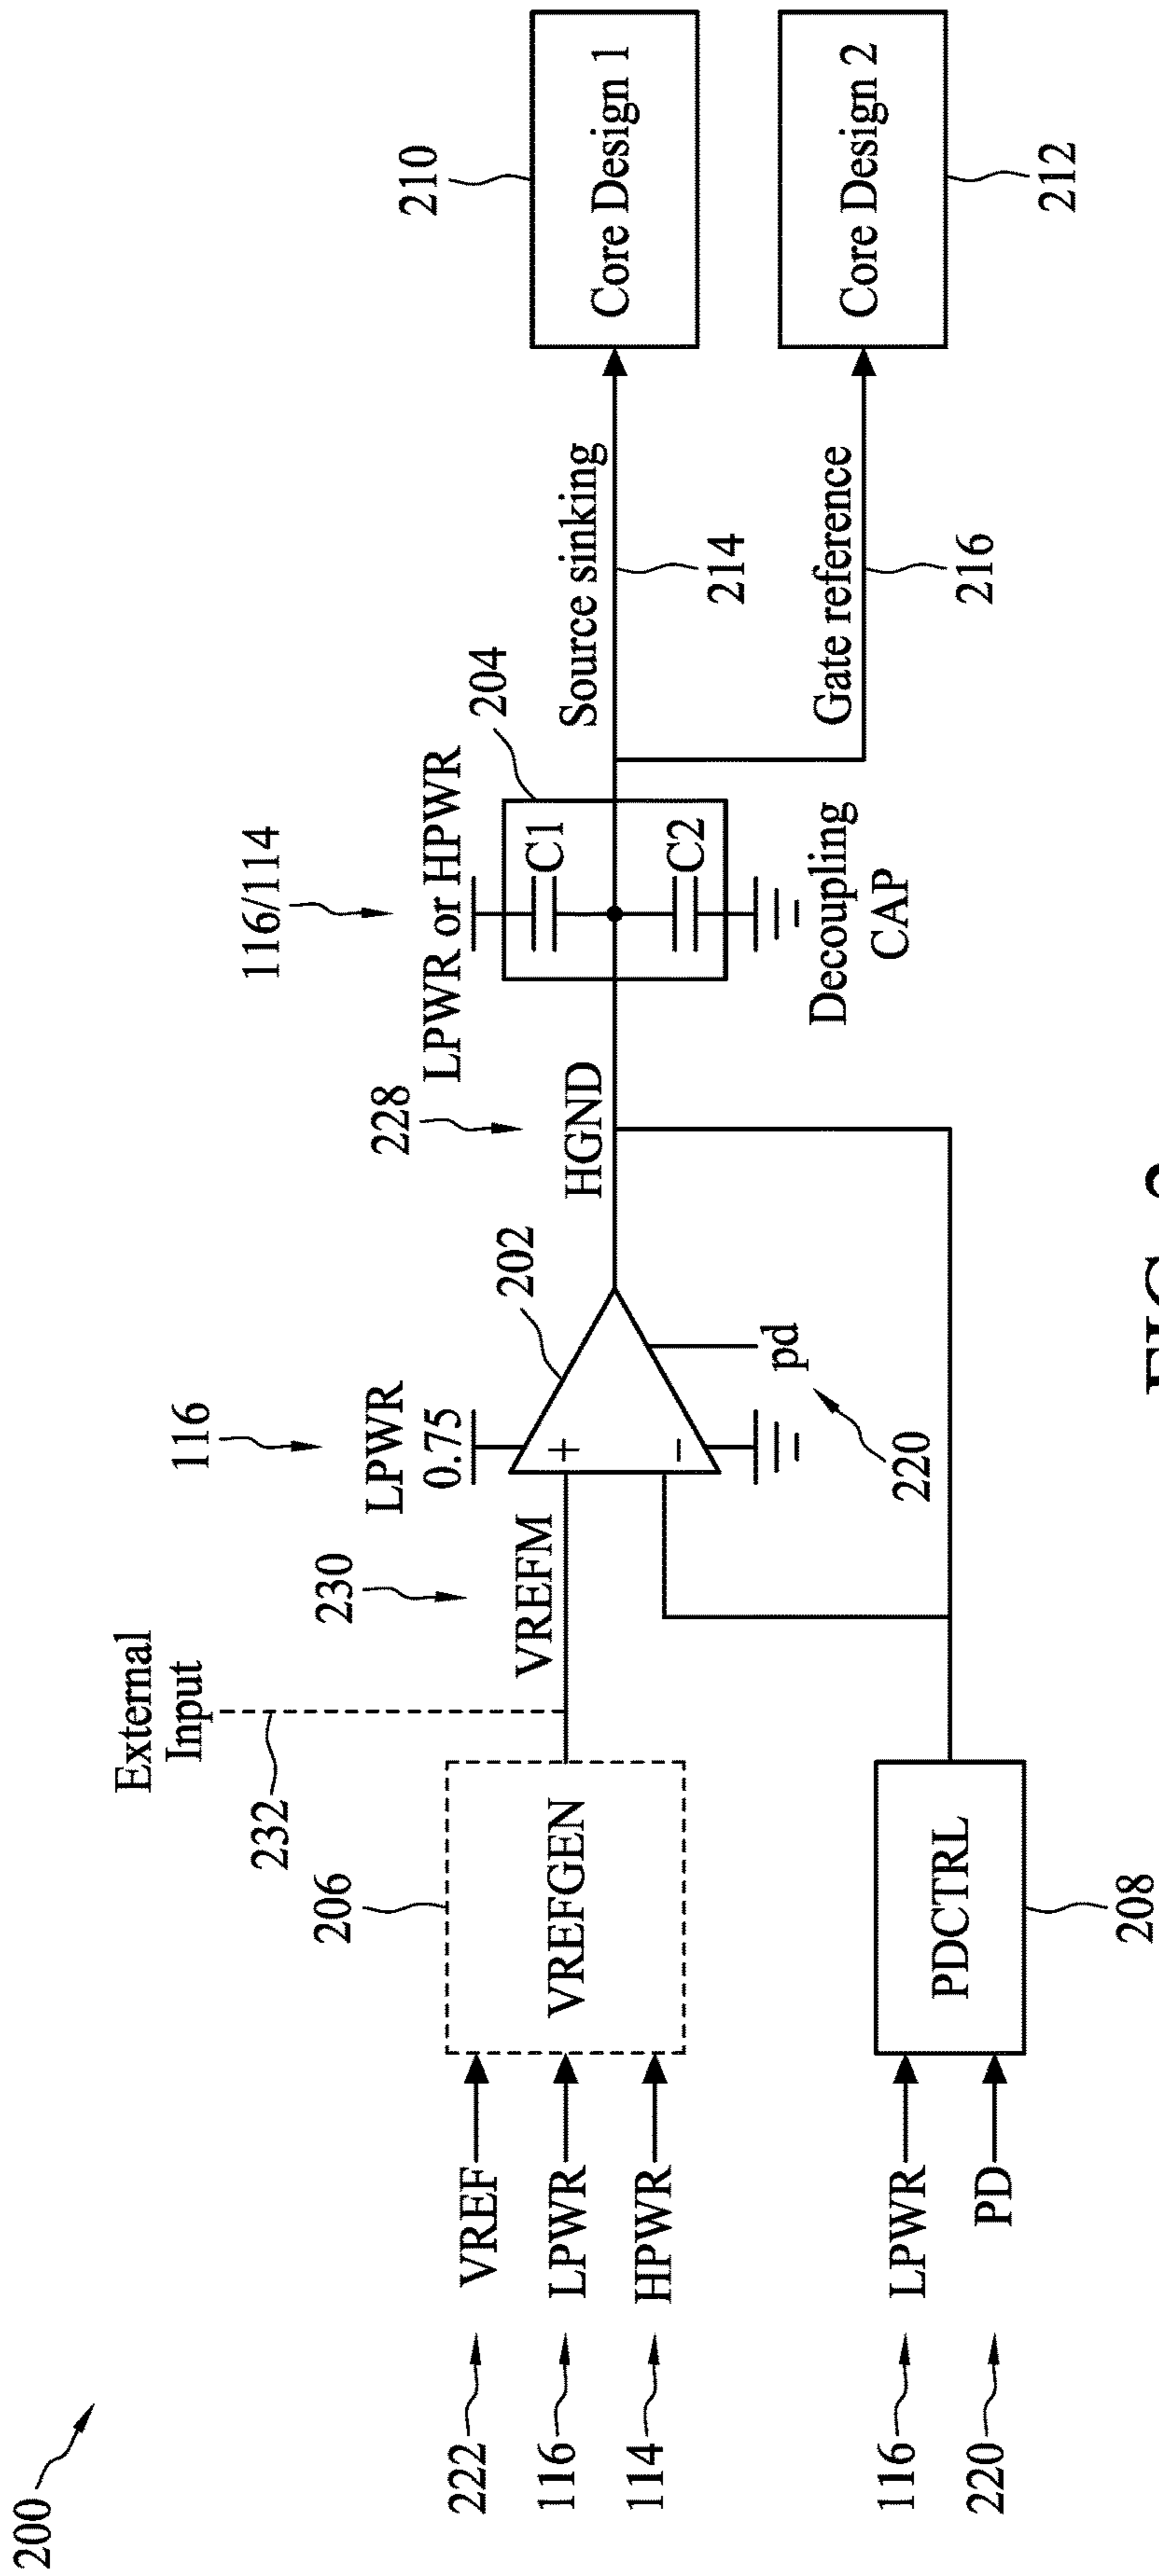 200
External
Input
232
230
VREFM
116
LPWR
0.75
+
−
202
pd
220
228
HGND
116/114
LPWR or HPWR
204
C1
C2
Decoupling
CAP
Source sinking
214
Gate reference
216
210
Core Design 1
Core Design 2
212
206
VREFGEN
222
VREF
116
LPWR
114
HPWR
PDCTRL
208
116
LPWR
220
PD